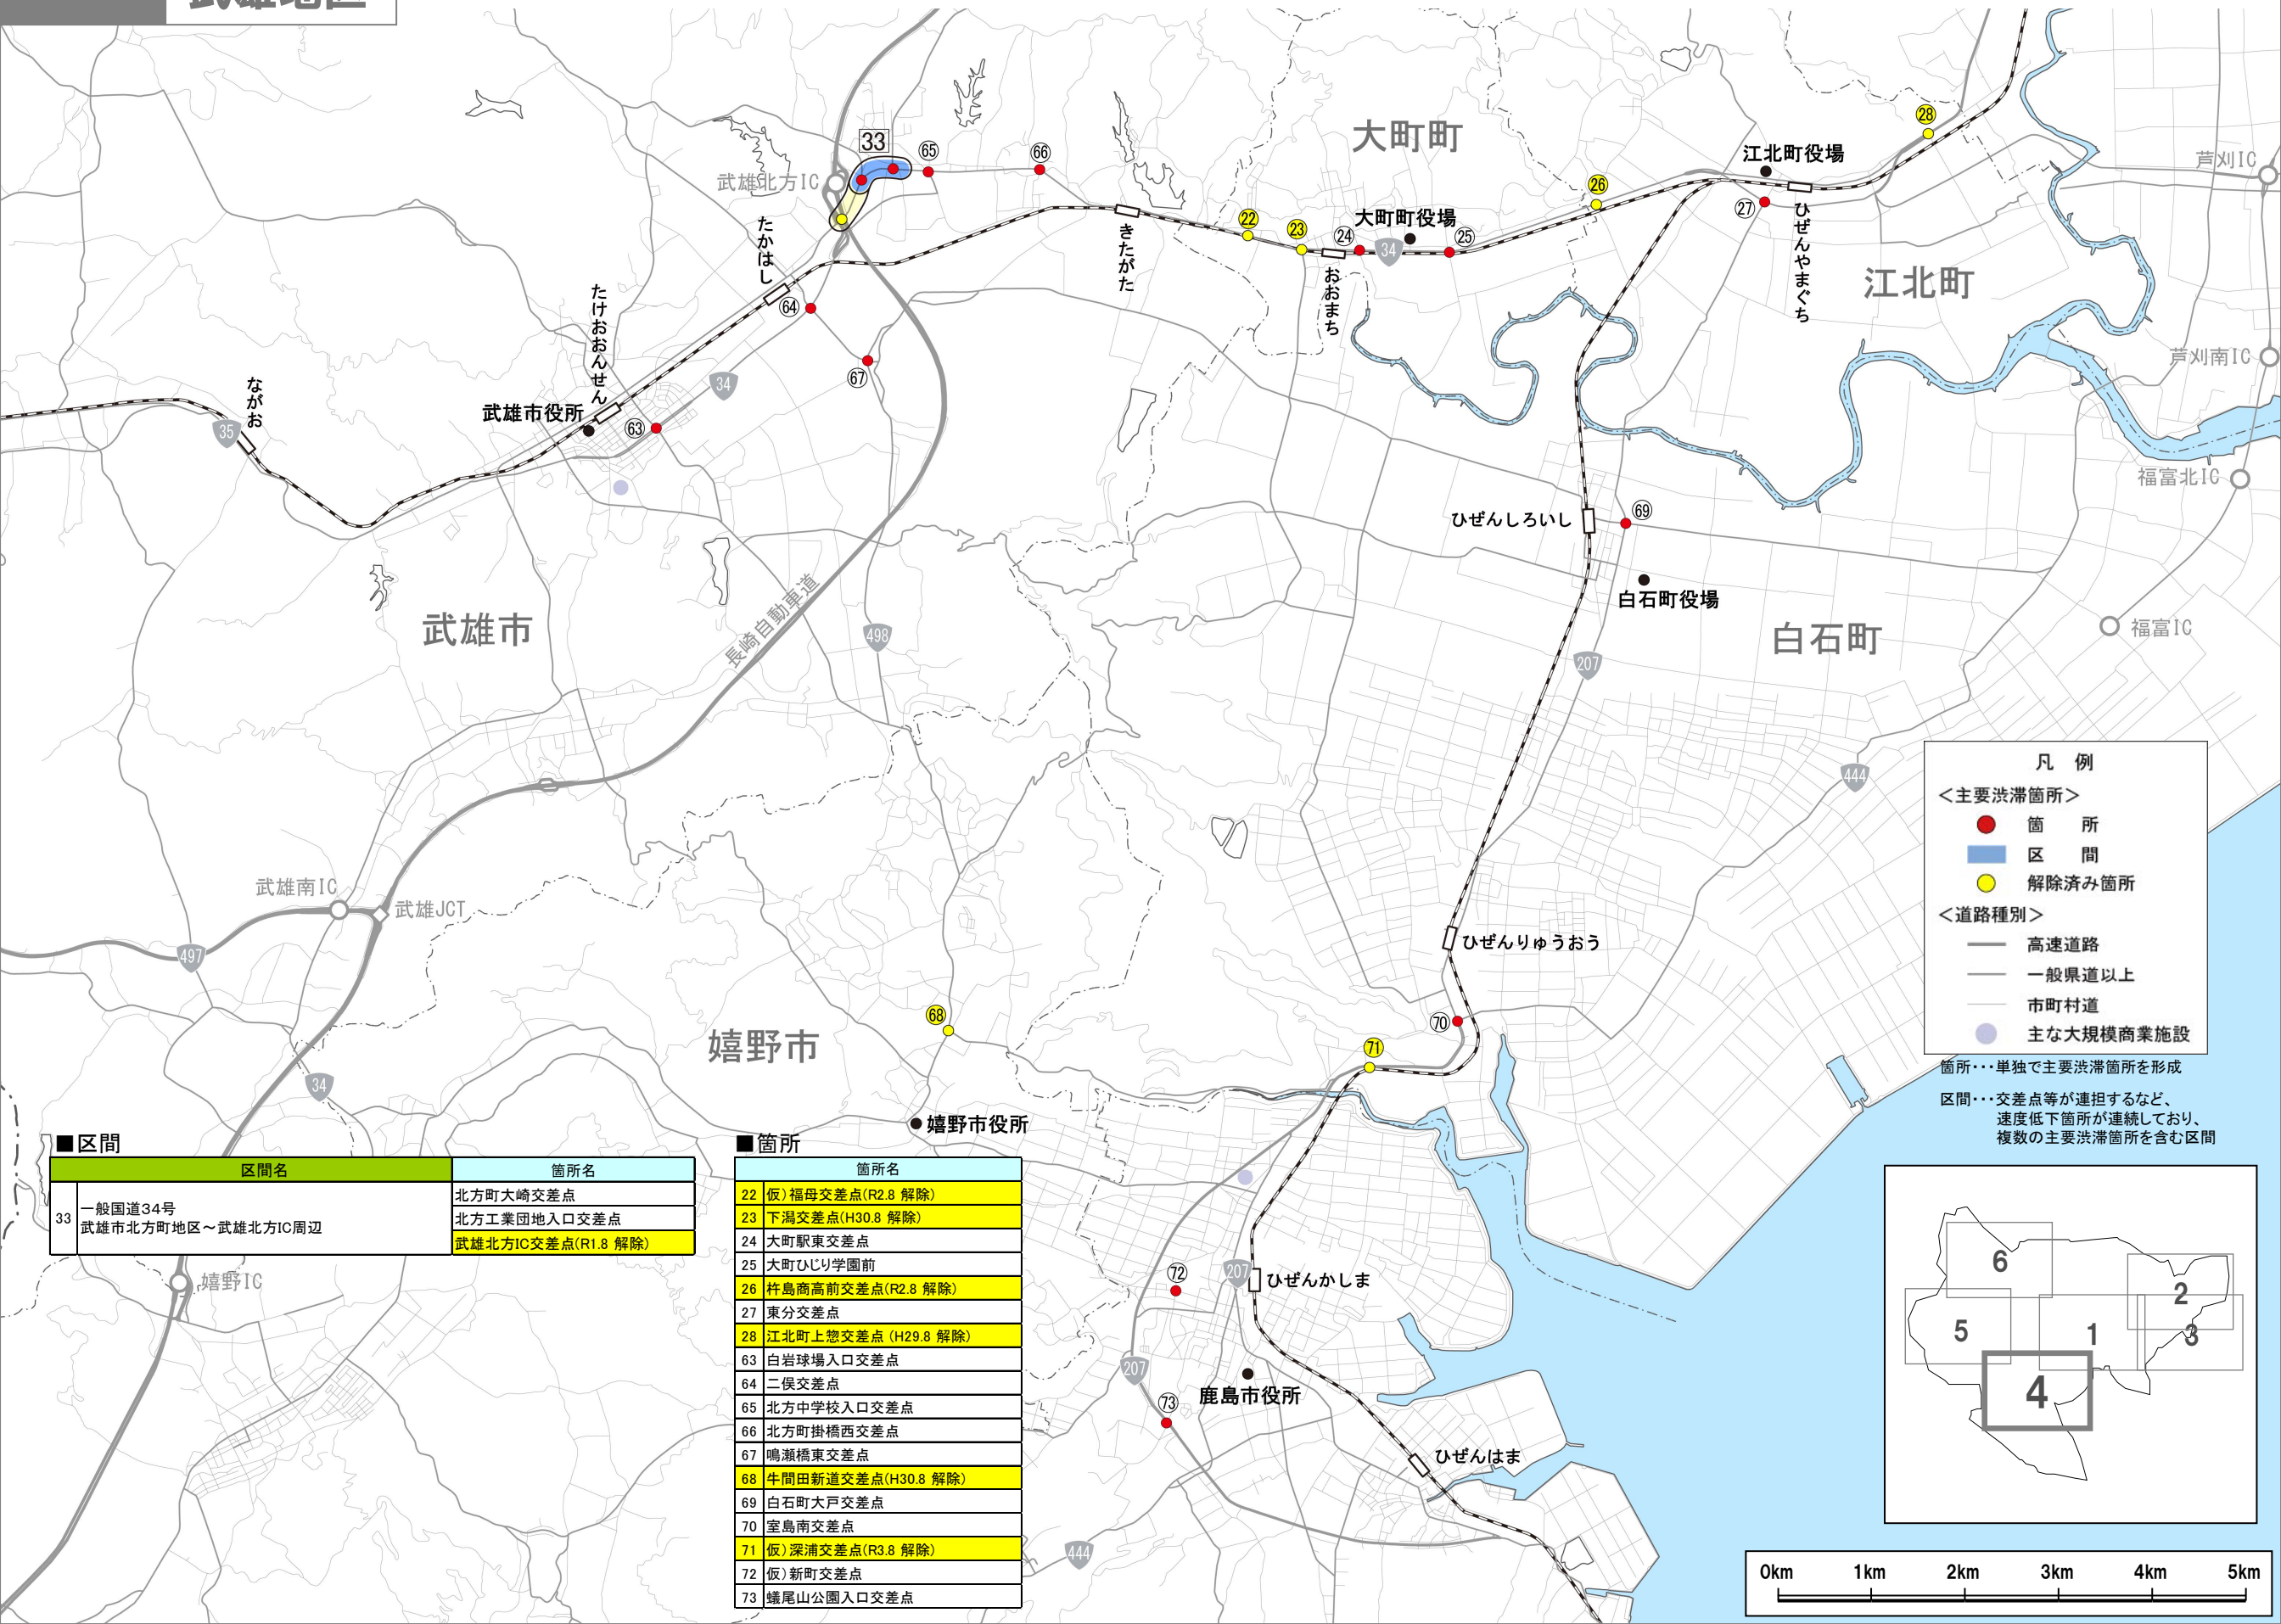 武雄地区
33
65
66
大町町
28
江北町役場
芦刈IC
武雄北方IC
26
たかはし
22
23
24
大町町役場
34
25
27
ひぜんやまぐち
きたがた
おおまち
江北町
たけおおんせん
64
67
34
芦刈南IC
ながお
35
武雄市役所
63
福富北IC
ひぜんしろいし
69
白石町役場
武雄市
長崎自動車道
498
207
白石町
福富IC
444
凡 例
<主要渋滞箇所>
箇 所
区 間
解除済み箇所
<道路種別>
高速道路
一般県道以上
市町村道
主な大規模商業施設
箇所・・・単独で主要渋滞箇所を形成
区間・・・交差点等が連担するなど、
速度低下箇所が連続しており、
複数の主要渋滞箇所を含む区間
武雄南IC
武雄JCT
497
ひぜんりゅうおう
68
嬉野市
70
71
34
嬉野市役所
■区間
区間名 箇所名
33 一般国道34号
武雄市北方町地区～武雄北方IC周辺
北方町大崎交差点
北方工業団地入口交差点
武雄北方IC交差点(R1.8 解除)
嬉野IC
■箇所
箇所名
22 仮)福母交差点(R2.8 解除)
23 下潟交差点(H30.8 解除)
24 大町駅東交差点
25 大町ひじり学園前
26 杵島商高前交差点(R2.8 解除)
27 東分交差点
28 江北町上惣交差点 (H29.8 解除)
63 白岩球場入口交差点
64 二俣交差点
65 北方中学校入口交差点
66 北方町掛橋西交差点
67 鳴瀬橋東交差点
68 牛間田新道交差点(H30.8 解除)
69 白石町大戸交差点
70 室島南交差点
71 仮)深浦交差点(R3.8 解除)
72 仮)新町交差点
73 蟻尾山公園入口交差点
72
207
ひぜんかしま
207
73
鹿島市役所
ひぜんはま
444
6
2
5
1
3
4
0km 1km 2km 3km 4km 5km